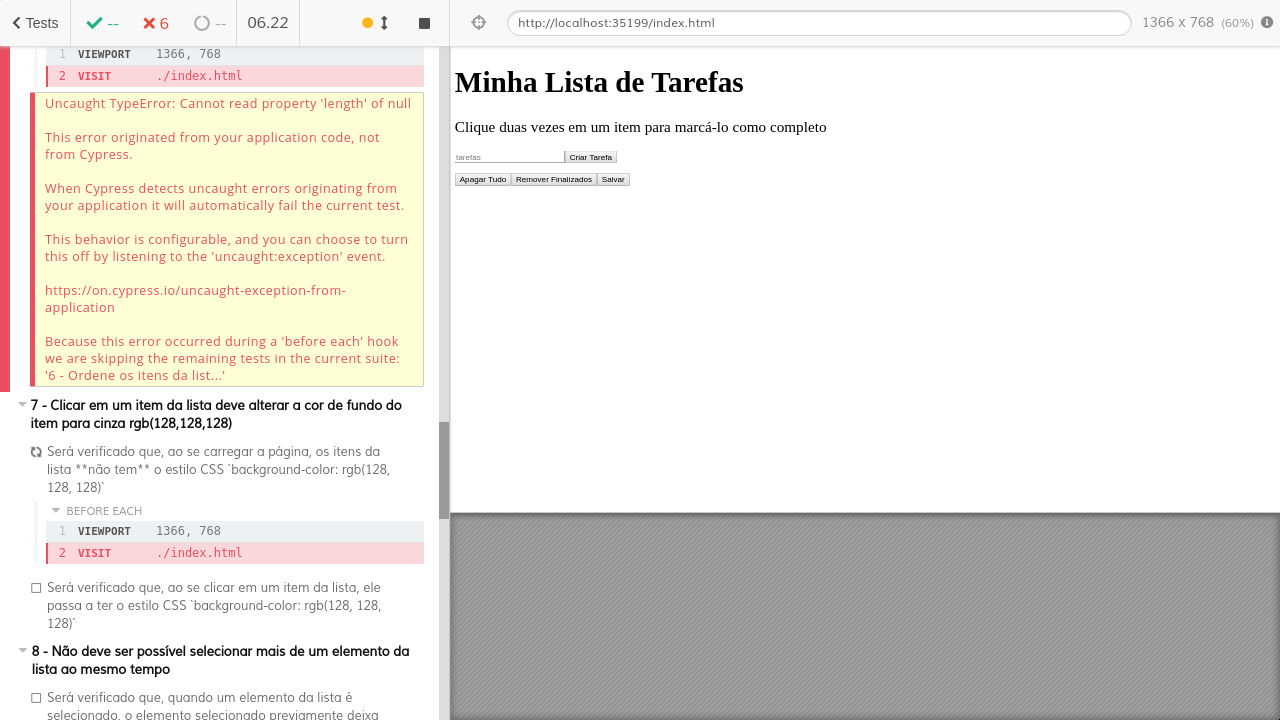 Tests
--
6
--
06.22
http://localhost:35199/index.html
1366 x 768 (60%)
1 VIEWPORT 1366, 768
2 VISIT ./index.html
Uncaught TypeError: Cannot read property 'length' of null
This error originated from your application code, not
from Cypress.
When Cypress detects uncaught errors originating from
your application it will automatically fail the current test.
This behavior is configurable, and you can choose to turn
this off by listening to the 'uncaught:exception' event.
https://on.cypress.io/uncaught-exception-from-
application
Because this error occurred during a 'before each' hook
we are skipping the remaining tests in the current suite:
'6 - Ordene os itens da list...'
7 - Clicar em um item da lista deve alterar a cor de fundo do
item para cinza rgb(128,128,128)
Será verificado que, ao se carregar a página, os itens da
lista **não tem** o estilo CSS `background-color: rgb(128,
128, 128)`
BEFORE EACH
1 VIEWPORT 1366, 768
2 VISIT ./index.html
Será verificado que, ao se clicar em um item da lista, ele
passa a ter o estilo CSS `background-color: rgb(128, 128,
128)`
8 - Não deve ser possível selecionar mais de um elemento da
lista ao mesmo tempo
Será verificado que, quando um elemento da lista é
selecionado, o elemento selecionado previamente deixa
Minha Lista de Tarefas
Clique duas vezes em um item para marcá-lo como completo
tarefas
Criar Tarefa
Apagar Tudo
Remover Finalizados
Salvar